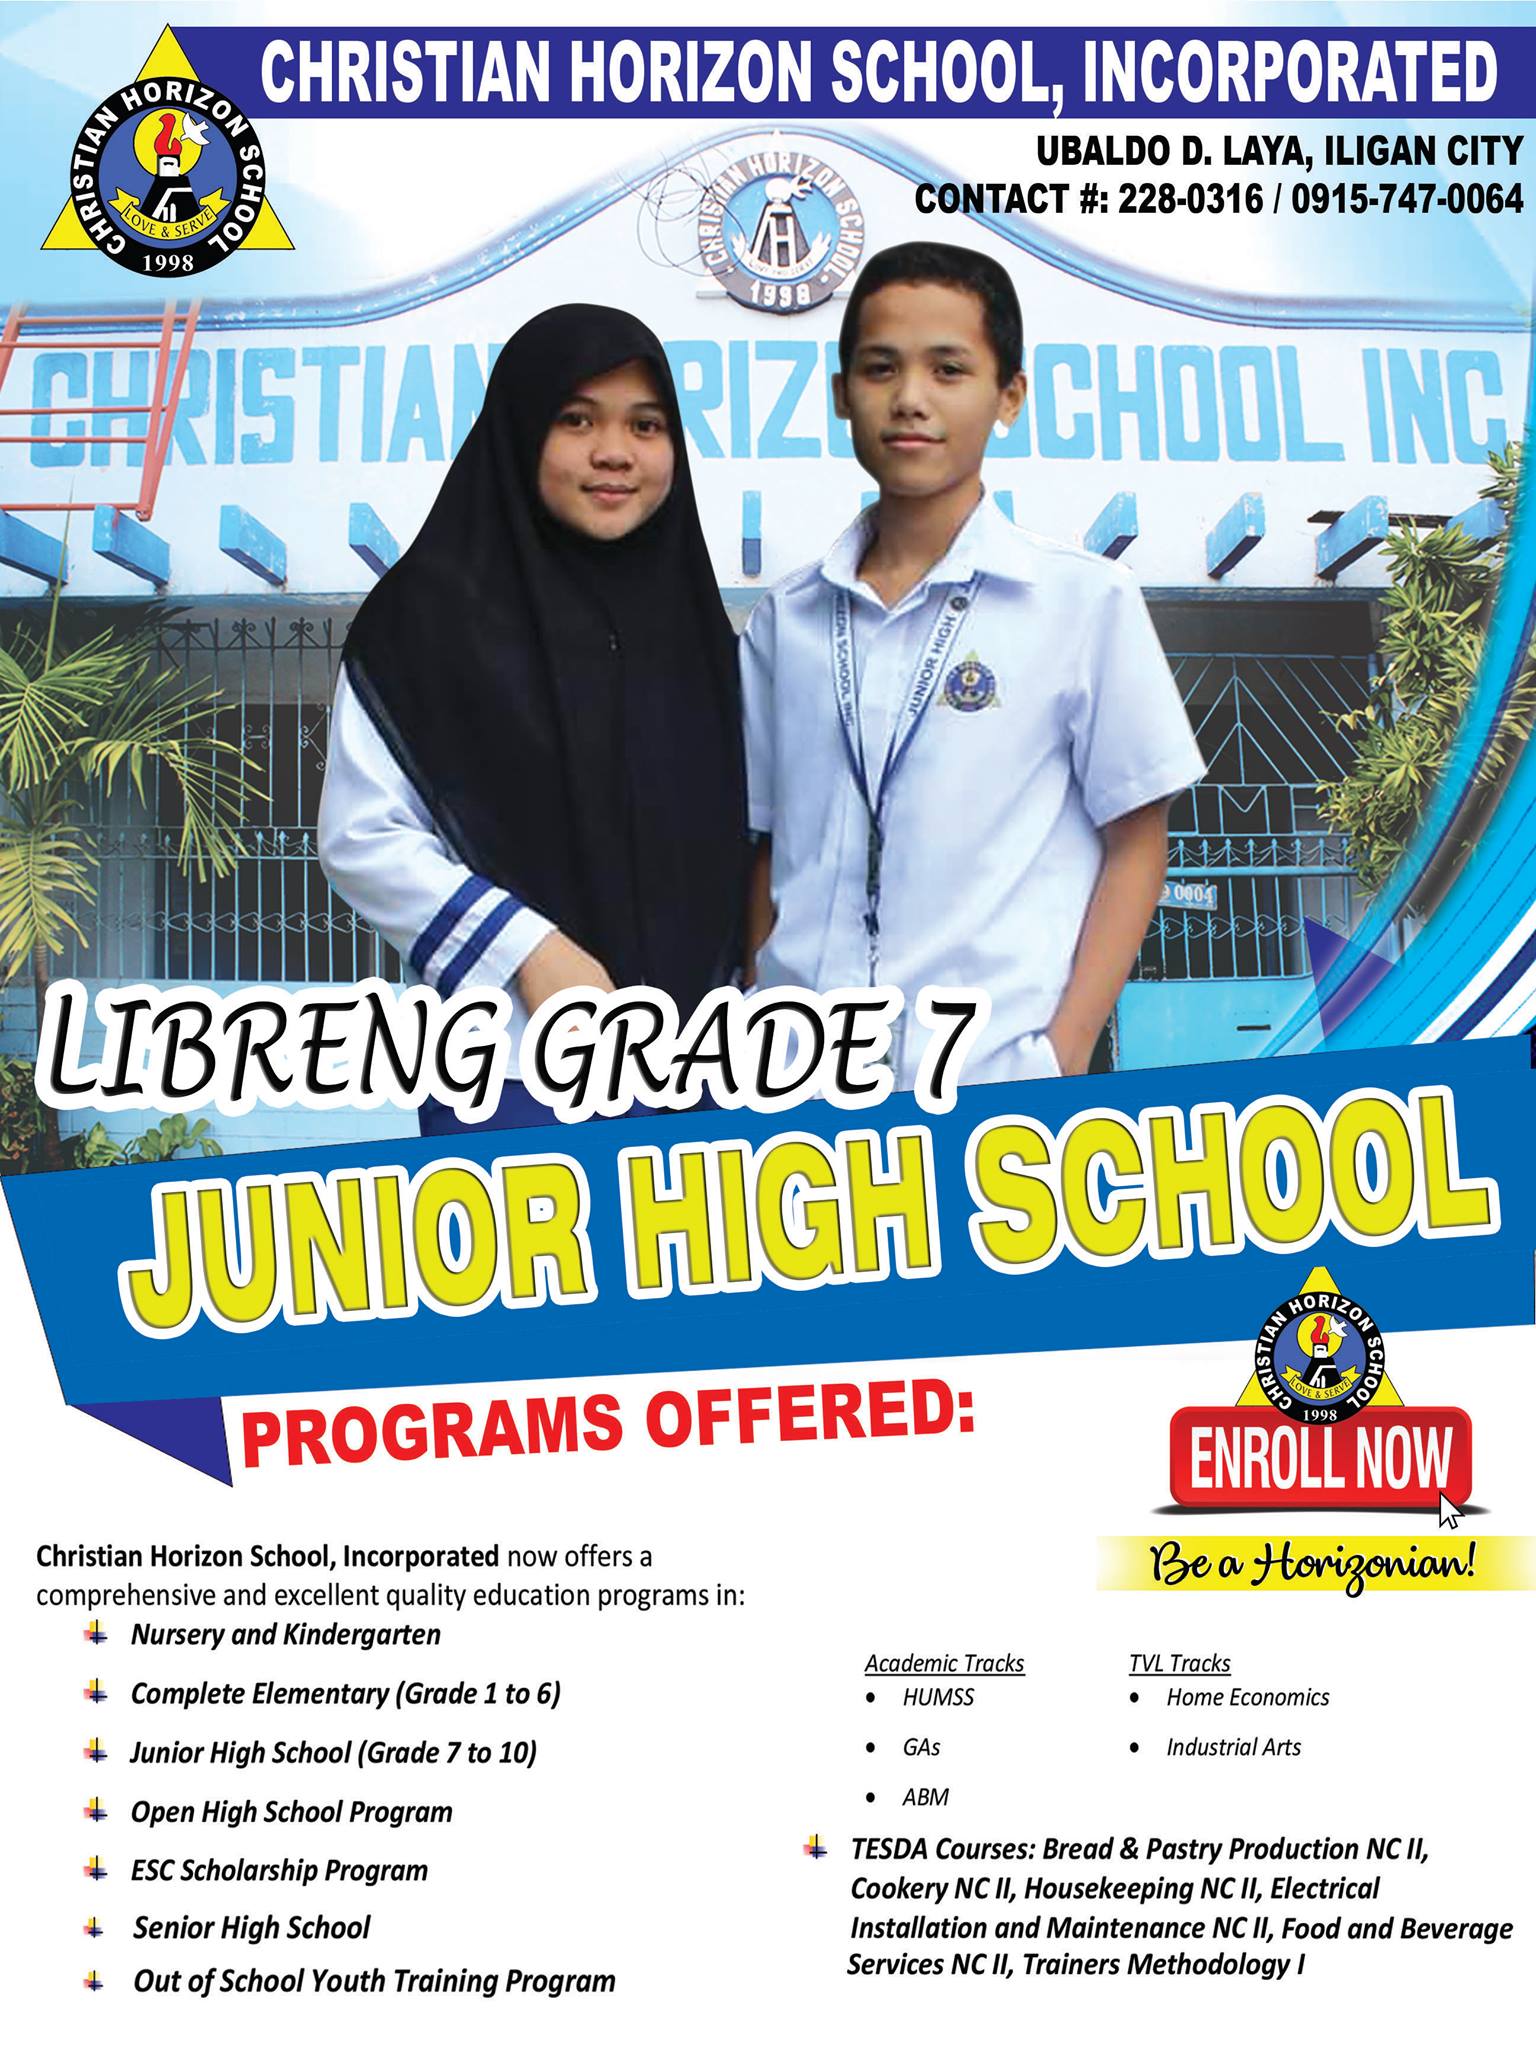 CHRISTIAN HORIZON SCHOOL, INCORPORATED
UBALDO D. LAYA, ILIGAN CITY
CONTACT #: 228-0316 / 0915-747-0064
CHRISTIAN HORIZON SCHOOL
LOVE & SERVE
1998
CHRISTIAN HORIZON SCHOOL
1998
CHRISTIAN RIZ SCHOOL INC
SCHOOL INC.
JUNIOR HIGH
0004
LIBRENG GRADE 7
JUNIOR HIGH SCHOOL
PROGRAMS OFFERED:
CHRISTIAN HORIZON SCHOOL
LOVE & SERVE
1998
ENROLL NOW
Be a Horizonian!
Christian Horizon School, Incorporated now offers a
comprehensive and excellent quality education programs in:
Nursery and Kindergarten
Complete Elementary (Grade 1 to 6)
Junior High School (Grade 7 to 10)
Open High School Program
ESC Scholarship Program
Senior High School
Out of School Youth Training Program
Academic Tracks
HUMSS
GAs
ABM
TVL Tracks
Home Economics
Industrial Arts
TESDA Courses: Bread & Pastry Production NC II,
Cookery NC II, Housekeeping NC II, Electrical
Installation and Maintenance NC II, Food and Beverage
Services NC II, Trainers Methodology I